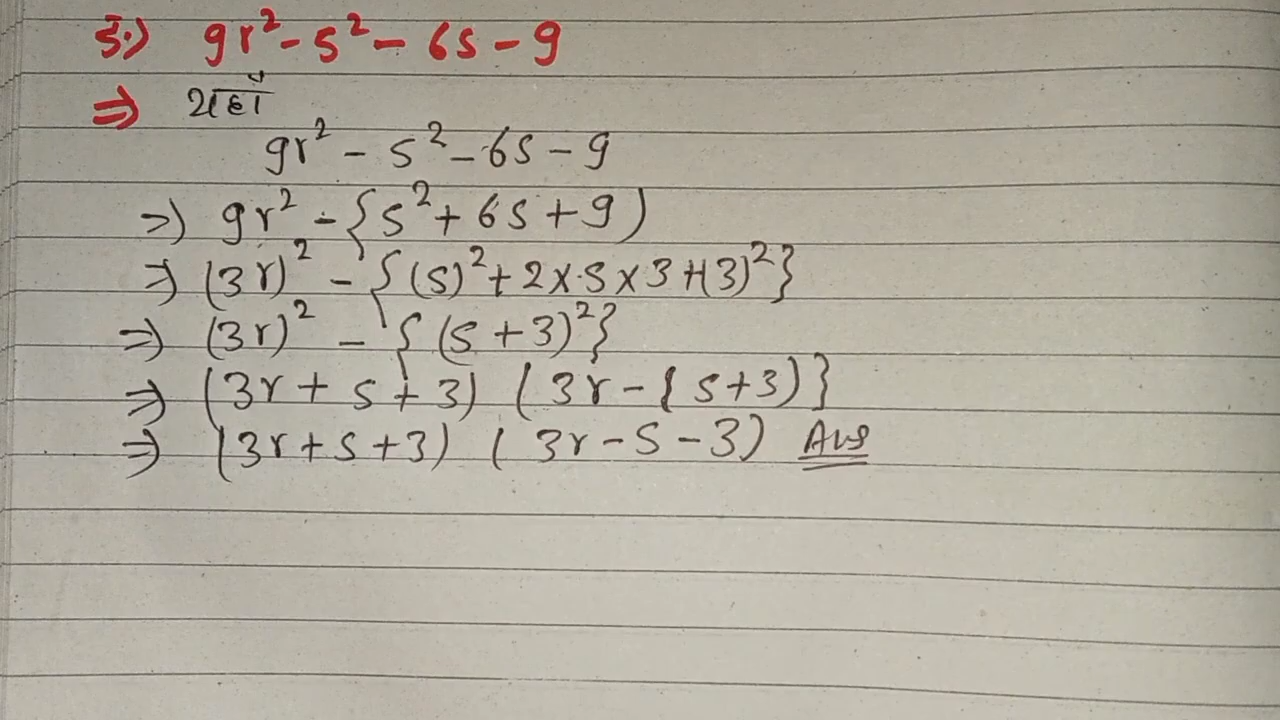 5.) 9r² - s² - 6s - 9
⇒ यहाँ
9r² - s² - 6s - 9
⇒) 9r² - {s² + 6s + 9)
⇒ (3r)² - {(s)² + 2×s×3+(3)²}
⇒ (3r)² - {(s + 3)²}
⇒ (3r + s + 3) (3r - {s+3)}
⇒ (3r + s + 3) (3r - s - 3) Ans